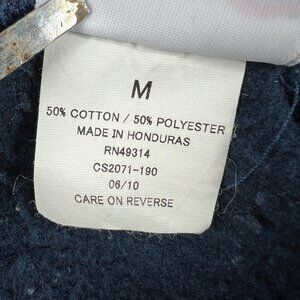 M
50% COTTON / 50% POLYESTER
MADE IN HONDURAS
RN49314
CS2071-190
06/10
CARE ON REVERSE